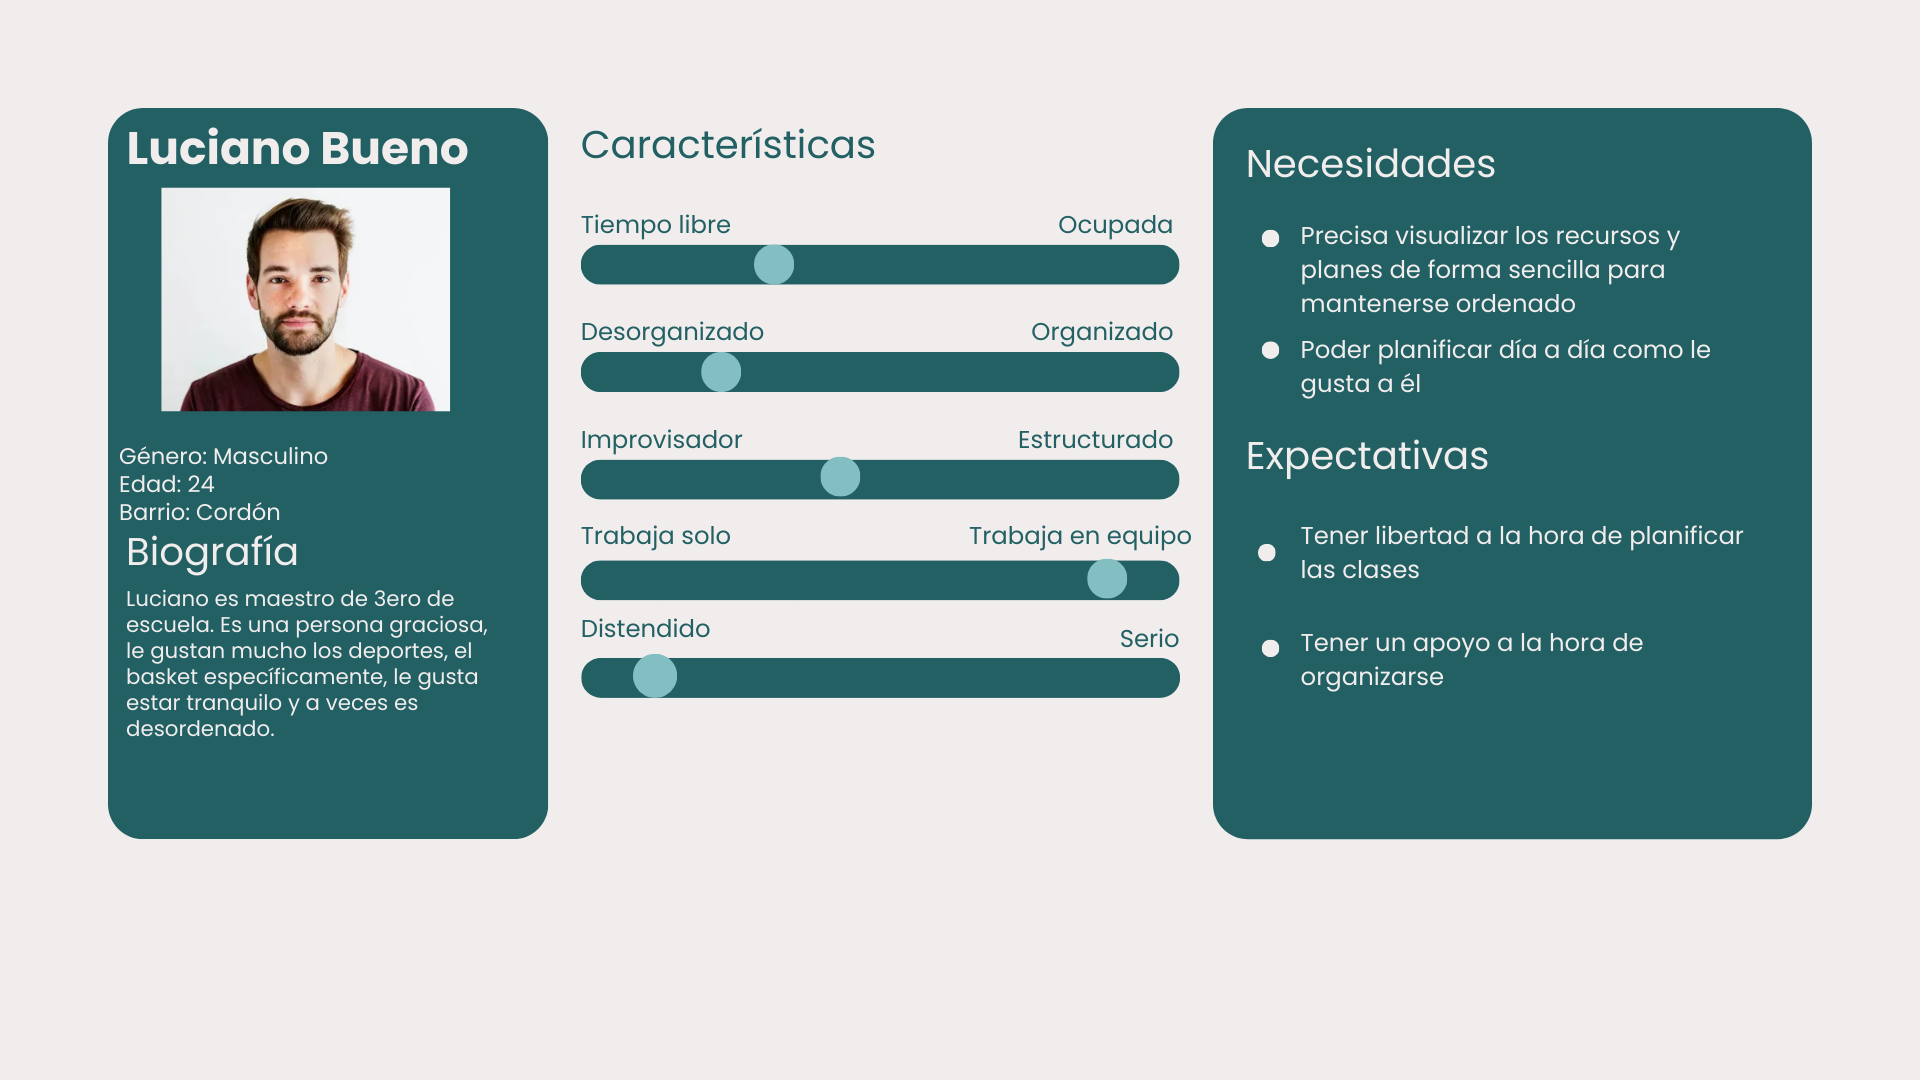 Luciano Bueno
Género: Masculino
Edad: 24
Barrio: Cordón
Biografía
Luciano es maestro de 3ero de
escuela. Es una persona graciosa,
le gustan mucho los deportes, el
basket específicamente, le gusta
estar tranquilo y a veces es
desordenado.
Características
Tiempo libre Ocupada
Desorganizado Organizado
Improvisador Estructurado
Trabaja solo Trabaja en equipo
Distendido Serio
Necesidades
Precisa visualizar los recursos y
planes de forma sencilla para
mantenerse ordenado
Poder planificar día a día como le
gusta a él
Expectativas
Tener libertad a la hora de planificar
las clases
Tener un apoyo a la hora de
organizarse